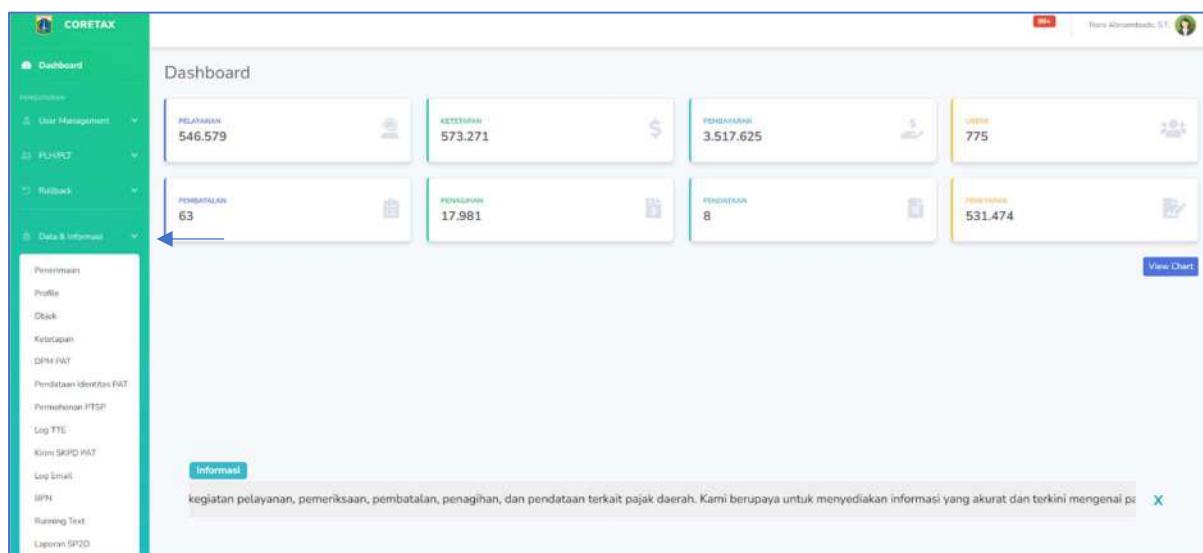 CORETAX
99+
Dashboard
Dashboard
User Management
PLH/PLT
Rollback
Data & Informasi
Penerimaan
Profile
Objek
Ketetapan
DPM PAT
Pendataan Identitas PAT
Permohonan PTSP
Log TTE
Kirim SKPD PAT
Log Email
BPN
Running Text
Laporan SP2D
PELAYANAN
546.579
KETETAPAN
573.271
PEMBAYARAN
3.517.625
USERS
775
PEMBATALAN
63
PENAGIHAN
17.981
PENDATAAN
8
531.474
View Chart
Informasi
kegiatan pelayanan, pemeriksaan, pembatalan, penagihan, dan pendataan terkait pajak daerah. Kami berupaya untuk menyediakan informasi yang akurat dan terkini mengenai pa
X